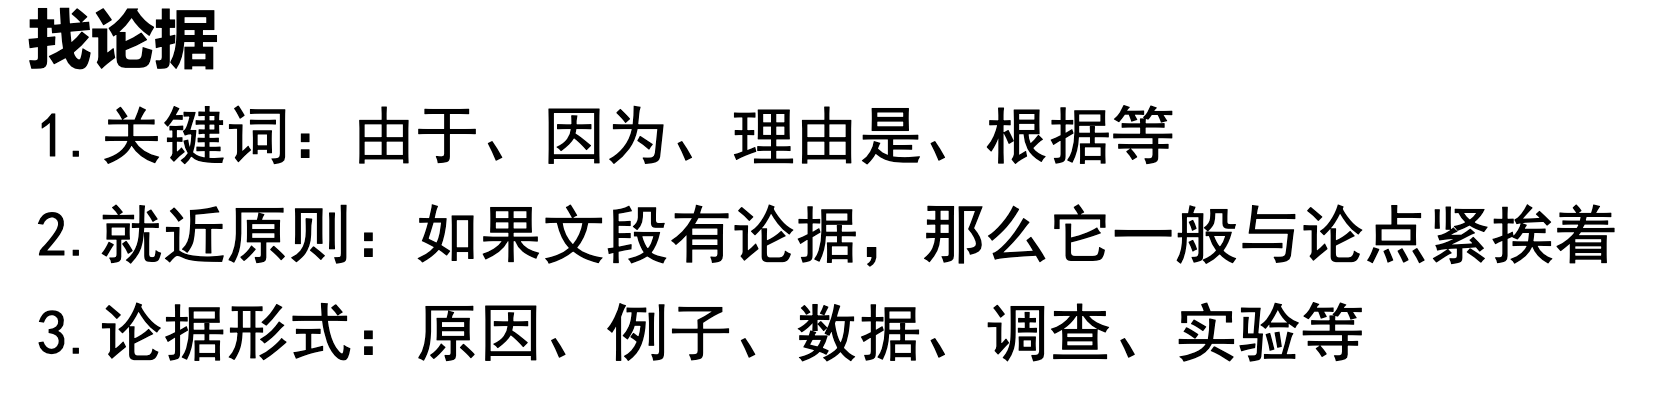 找论据
1.关键词：由于、因为、理由是、根据等
2.就近原则：如果文段有论据，那么它一般与论点紧挨着
3.论据形式：原因、例子、数据、调查、实验等